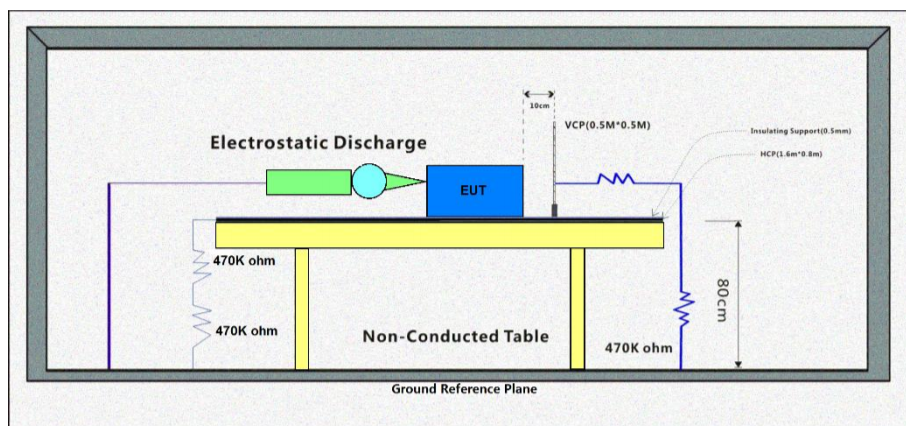 10cm
VCP(0.5M*0.5M)
Insulating Support(0.5mm)
Electrostatic Discharge
HCP(1.6m*0.8m)
EUT
470K ohm
80cm
470K ohm
Non-Conducted Table
470K ohm
Ground Reference Plane